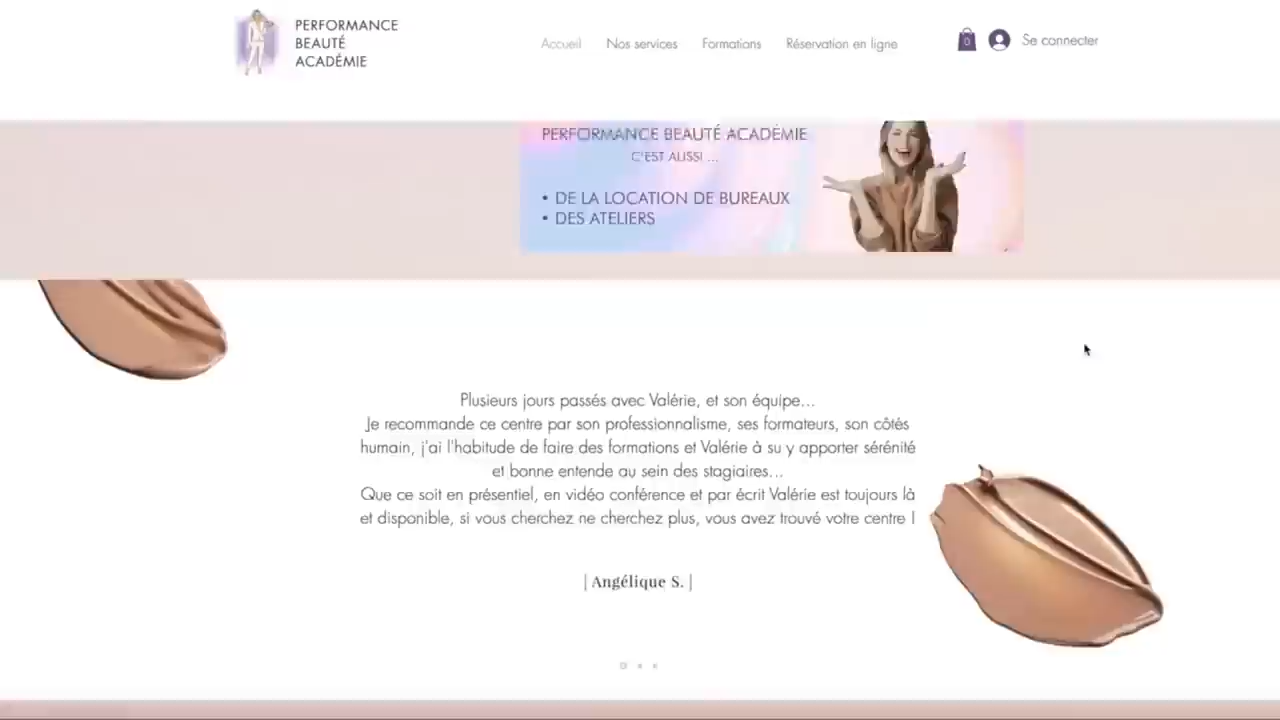 PERFORMANCE
BEAUTÉ
ACADÉMIE
Accueil
Nos services
Formations
Réservation en ligne
0
Se connecter
PERFORMANCE BEAUTÉ ACADÉMIE
C'EST AUSSI ...
• DE LA LOCATION DE BUREAUX
• DES ATELIERS
Plusieurs jours passés avec Valérie, et son équipe...
Je recommande ce centre par son professionnalisme, ses formateurs, son côtés
humain, j'ai l'habitude de faire des formations et Valérie à su y apporter sérénité
et bonne entende au sein des stagiaires...
Que ce soit en présentiel, en vidéo conférence et par écrit Valérie est toujours là
et disponible, si vous cherchez ne cherchez plus, vous avez trouvé votre centre !
| Angélique S. |